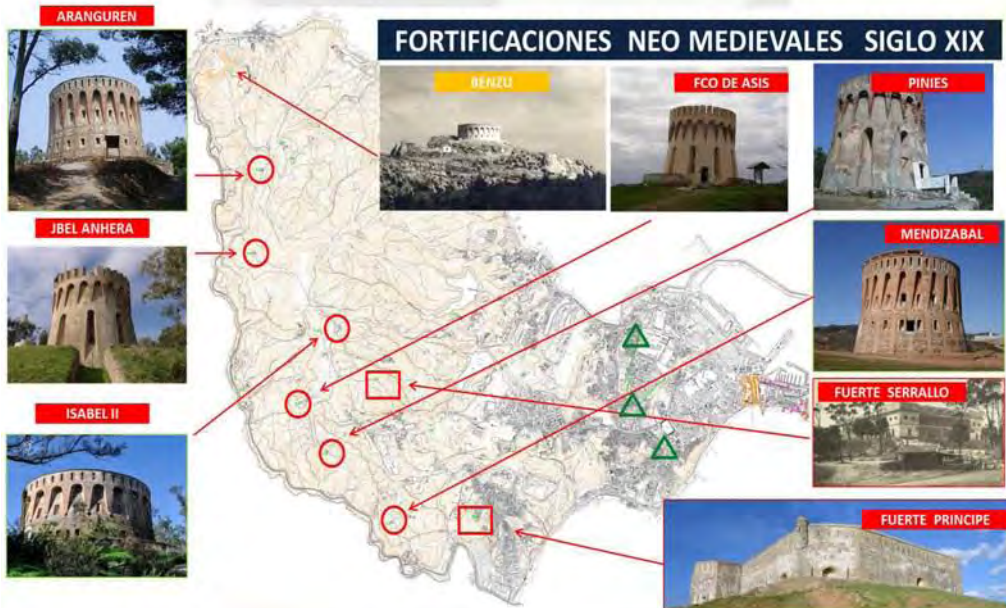 ARANGUREN
FORTIFICACIONES NEO MEDIEVALES SIGLO XIX
BENZU
FCO DE ASIS
PINIES
JBEL ANHERA
MENDIZABAL
FUERTE SERRALLO
ISABEL II
FUERTE PRINCIPE